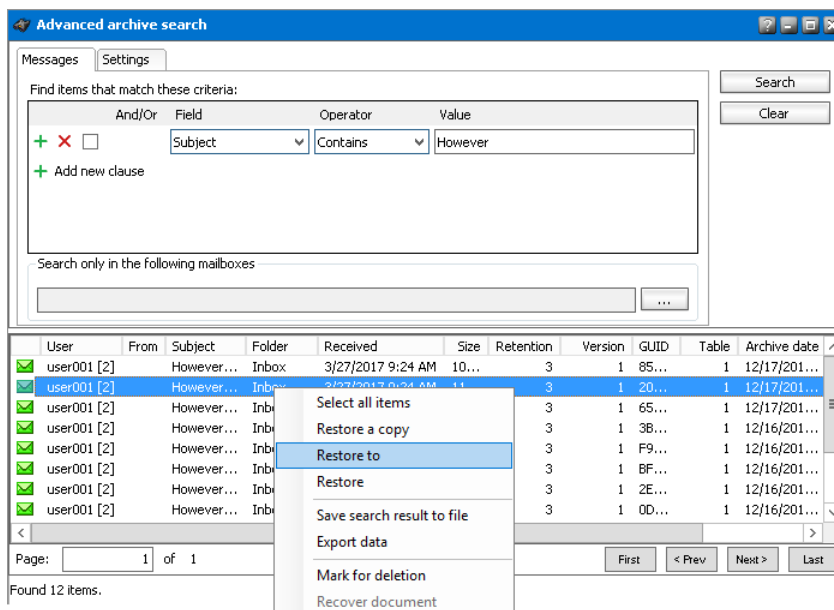 Advanced archive search
Messages Settings
Find items that match these criteria:
Search
Clear
And/Or Field Operator Value
Subject Contains However
Add new clause
Search only in the following mailboxes
...
User From Subject Folder Received Size Retention Version GUID Table Archive date
user001 [2] However... Inbox 3/27/2017 9:24 AM 10... 3 1 85... 1 12/17/201...
user001 [2] However... Inbox 3/27/2017 9:24 AM 11... 3 1 20... 1 12/17/201...
user001 [2] However... 3 1 65... 1 12/17/201...
user001 [2] However... 3 1 3B... 1 12/16/201...
user001 [2] However... 3 1 F9... 1 12/16/201...
user001 [2] However... 3 1 BF... 1 12/16/201...
user001 [2] However... 3 1 2E... 1 12/16/201...
user001 [2] However... 3 1 0D... 1 12/16/201...
Select all items
Restore a copy
Restore to
Restore
Save search result to file
Export data
Mark for deletion
Recover document
Page: 1 of 1 First < Prev Next > Last
Found 12 items.